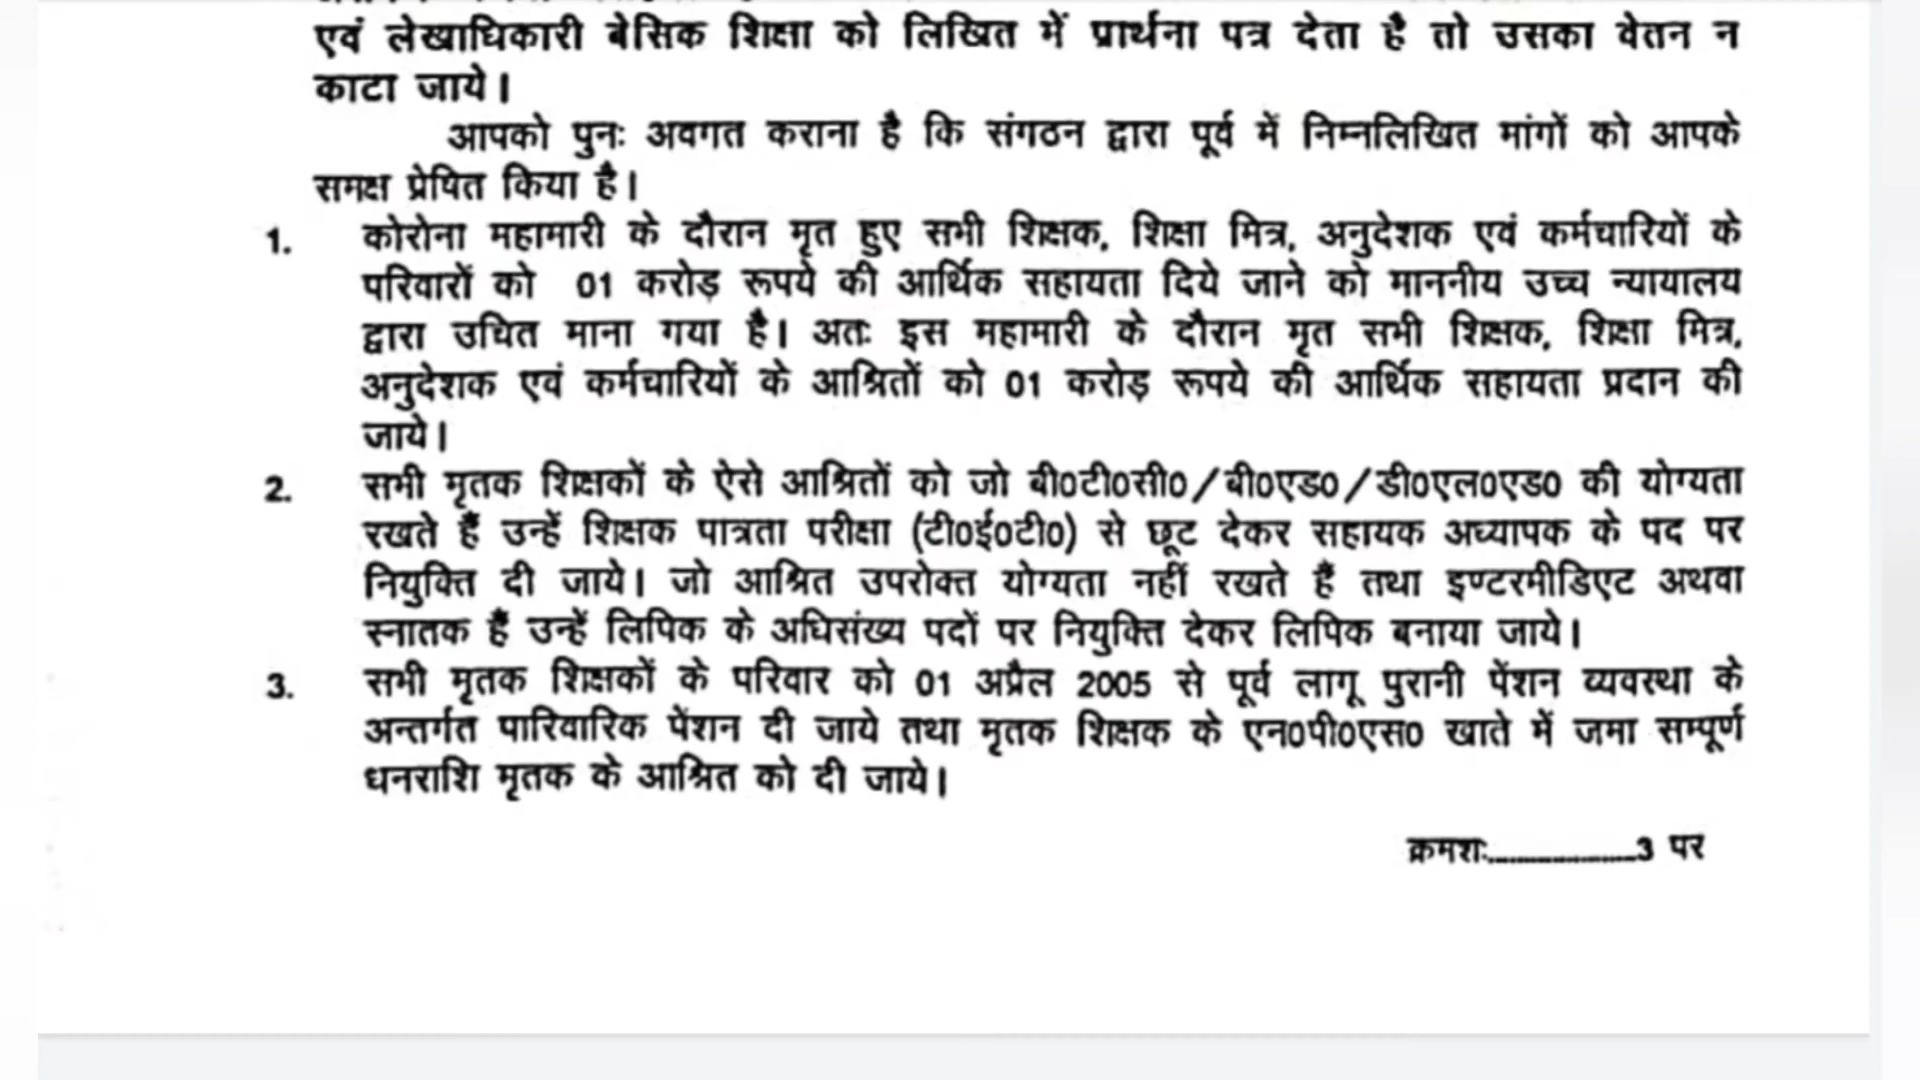 एवं लेखाधिकारी बेसिक शिक्षा को लिखित में प्रार्थना पत्र देता है तो उसका वेतन न
काटा जाये।
आपको पुनः अवगत कराना है कि संगठन द्वारा पूर्व में निम्नलिखित मांगों को आपके
समक्ष प्रेषित किया है।
1. कोरोना महामारी के दौरान मृत हुए सभी शिक्षक, शिक्षा मित्र, अनुदेशक एवं कर्मचारियों के
परिवारों को 01 करोड़ रूपये की आर्थिक सहायता दिये जाने को माननीय उच्च न्यायालय
द्वारा उचित माना गया है। अतः इस महामारी के दौरान मृत सभी शिक्षक, शिक्षा मित्र,
अनुदेशक एवं कर्मचारियों के आश्रितों को 01 करोड़ रूपये की आर्थिक सहायता प्रदान की
जाये।
2. सभी मृतक शिक्षकों के ऐसे आश्रितों को जो बी0टी0सी0/बी0एड0/डी0एल0एड0 की योग्यता
रखते हैं उन्हें शिक्षक पात्रता परीक्षा (टी0ई0टी0) से छूट देकर सहायक अध्यापक के पद पर
नियुक्ति दी जाये। जो आश्रित उपरोक्त योग्यता नहीं रखते हैं तथा इण्टरमीडिएट अथवा
स्नातक हैं उन्हें लिपिक के अधिसंख्य पदों पर नियुक्ति देकर लिपिक बनाया जाये।
3. सभी मृतक शिक्षकों के परिवार को 01 अप्रैल 2005 से पूर्व लागू पुरानी पेंशन व्यवस्था के
अन्तर्गत पारिवारिक पेंशन दी जाये तथा मृतक शिक्षक के एन0पी0एस0 खाते में जमा सम्पूर्ण
धनराशि मृतक के आश्रित को दी जाये।
क्रमशः....................3 पर